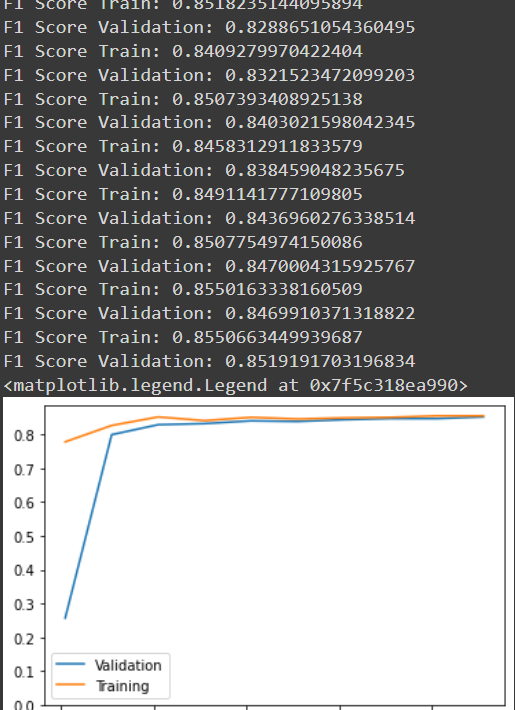 F1 Score Train: 0.8518235144095894
F1 Score Validation: 0.8288651054360495
F1 Score Train: 0.8409279970422404
F1 Score Validation: 0.8321523472099203
F1 Score Train: 0.8507393408925138
F1 Score Validation: 0.8403021598042345
F1 Score Train: 0.8458312911833579
F1 Score Validation: 0.838459048235675
F1 Score Train: 0.8491141777109805
F1 Score Validation: 0.8436960276338514
F1 Score Train: 0.8507754974150086
F1 Score Validation: 0.8470004315925767
F1 Score Train: 0.8550163338160509
F1 Score Validation: 0.8469910371318822
F1 Score Train: 0.8550663449939687
F1 Score Validation: 0.8519191703196834
<matplotlib.legend.Legend at 0x7f5c318ea990>
0.8
0.7
0.6
0.5
0.4
0.3
0.2
0.1
0.0
Validation
Training